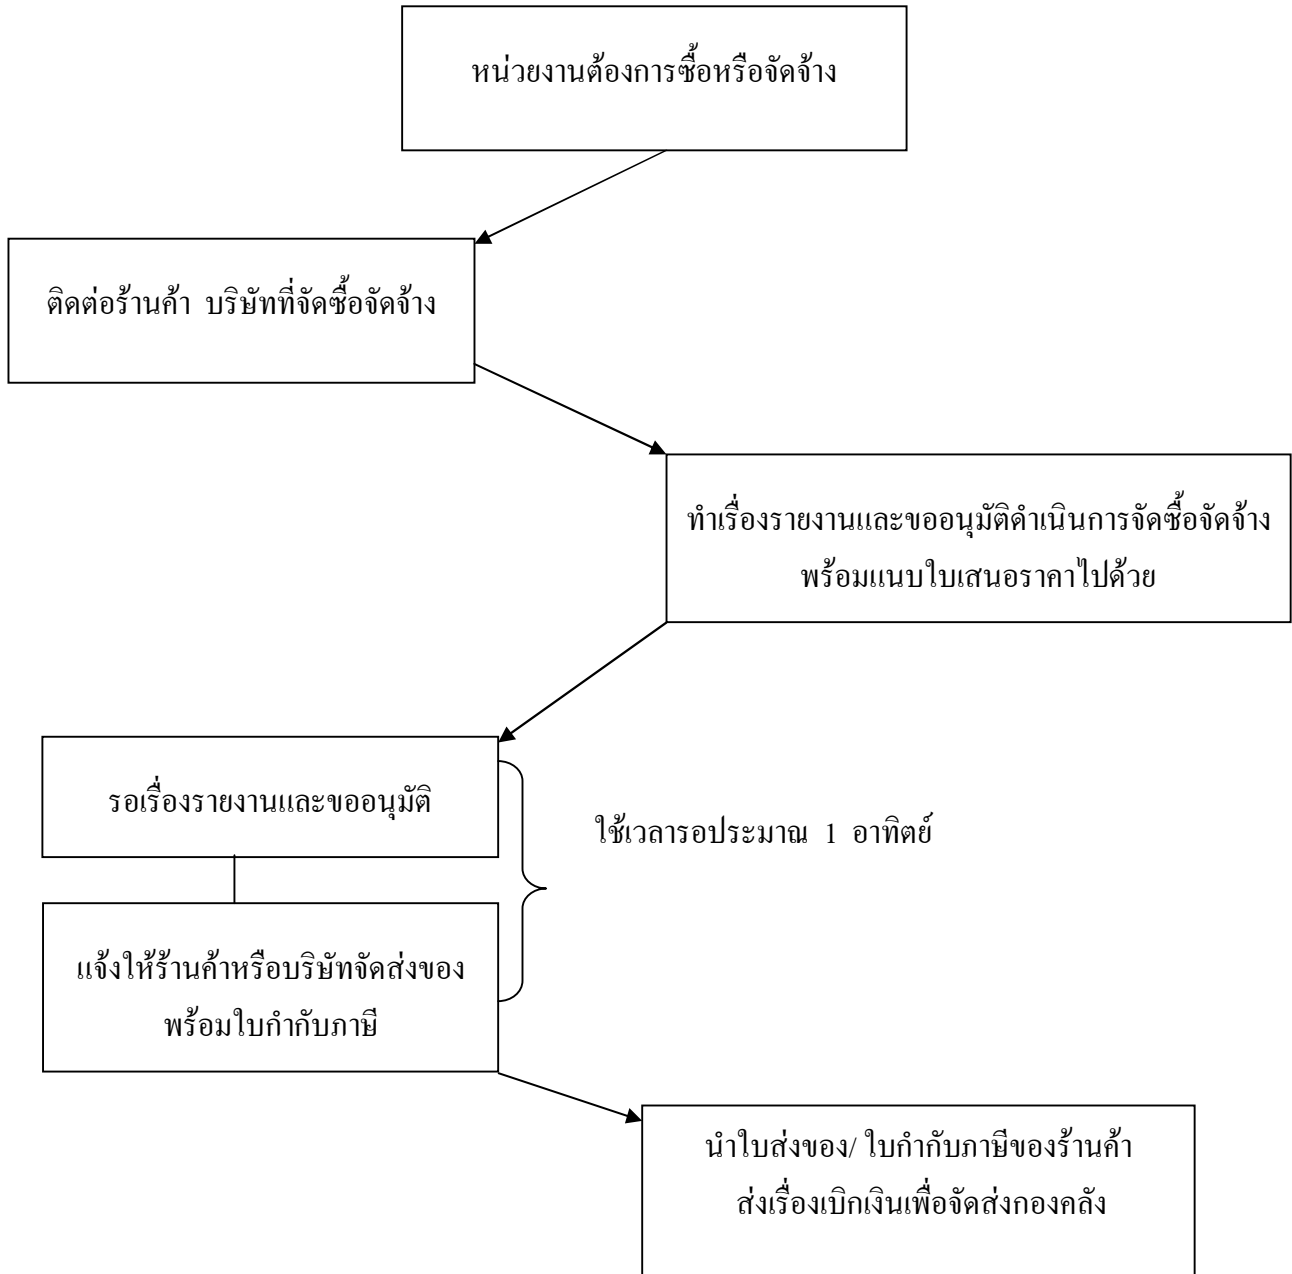 หน่วยงานต้องการซื้อหรือจัดจ้าง
ติดต่อร้านค้า บริษัทที่จัดซื้อจัดจ้าง
ทำเรื่องรายงานและขออนุมัติดำเนินการจัดซื้อจัดจ้าง
พร้อมแนบใบเสนอราคาไปด้วย
รอเรื่องรายงานและขออนุมัติ
ใช้เวลารอประมาณ 1 อาทิตย์
แจ้งให้ร้านค้าหรือบริษัทจัดส่งของ
พร้อมใบกำกับภาษี
นำใบส่งของ/ ใบกำกับภาษีของร้านค้า
ส่งเรื่องเบิกเงินเพื่อจัดส่งกองคลัง